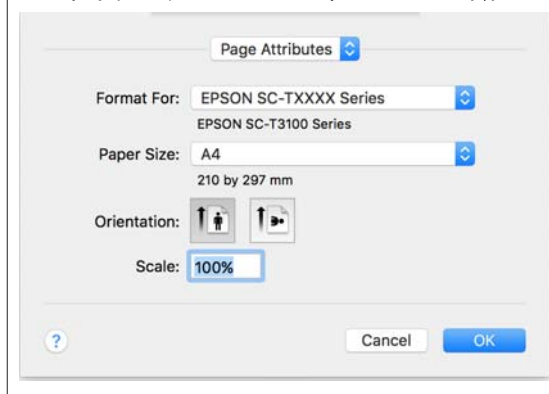 Page Attributes
Format For: EPSON SC-TXXXX Series
EPSON SC-T3100 Series
Paper Size: A4
210 by 297 mm
Orientation:
Scale: 100%
? Cancel OK